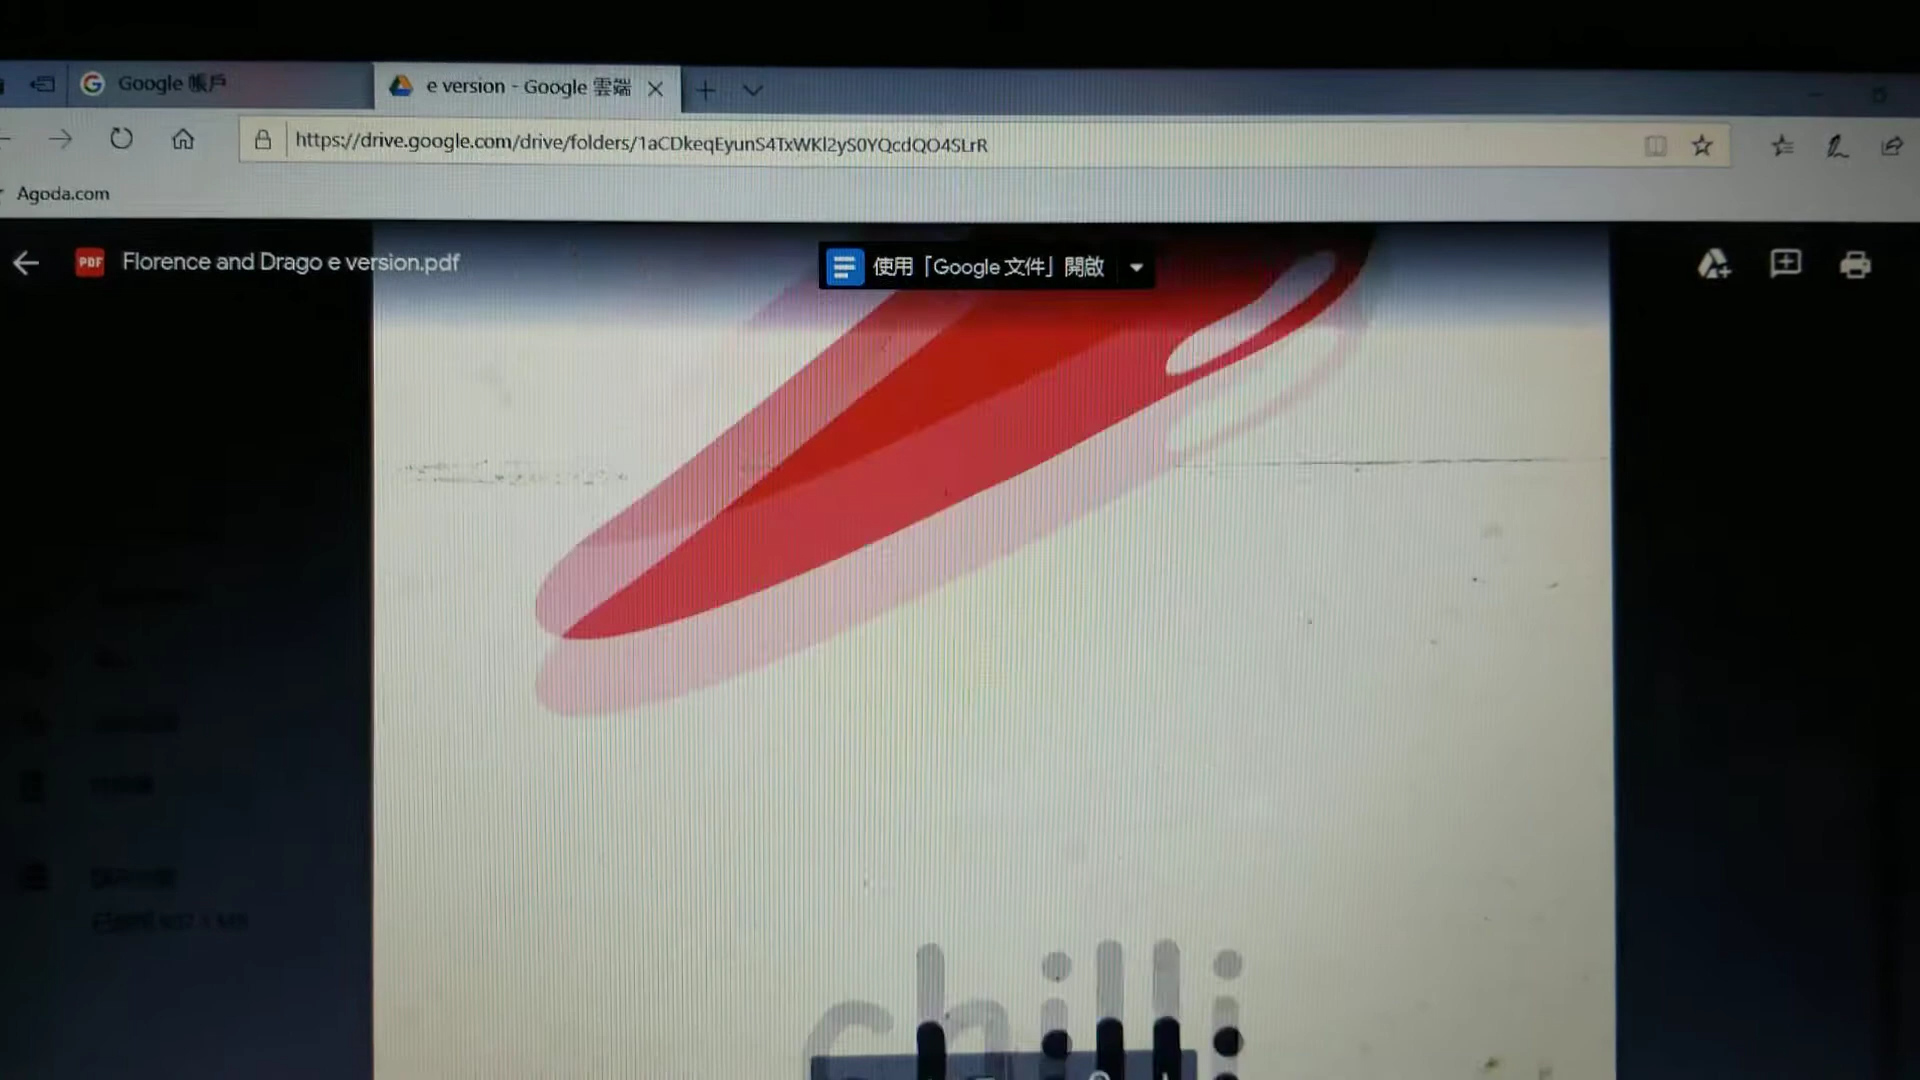 Google 帳戶
e version - Google 雲端
https://drive.google.com/drive/folders/1aCDkeqEyunS4TxWKl2yS0YQcdQO4SLrR
Agoda.com
PDF Florence and Drago e version.pdf
使用「Google 文件」開啟
chilli